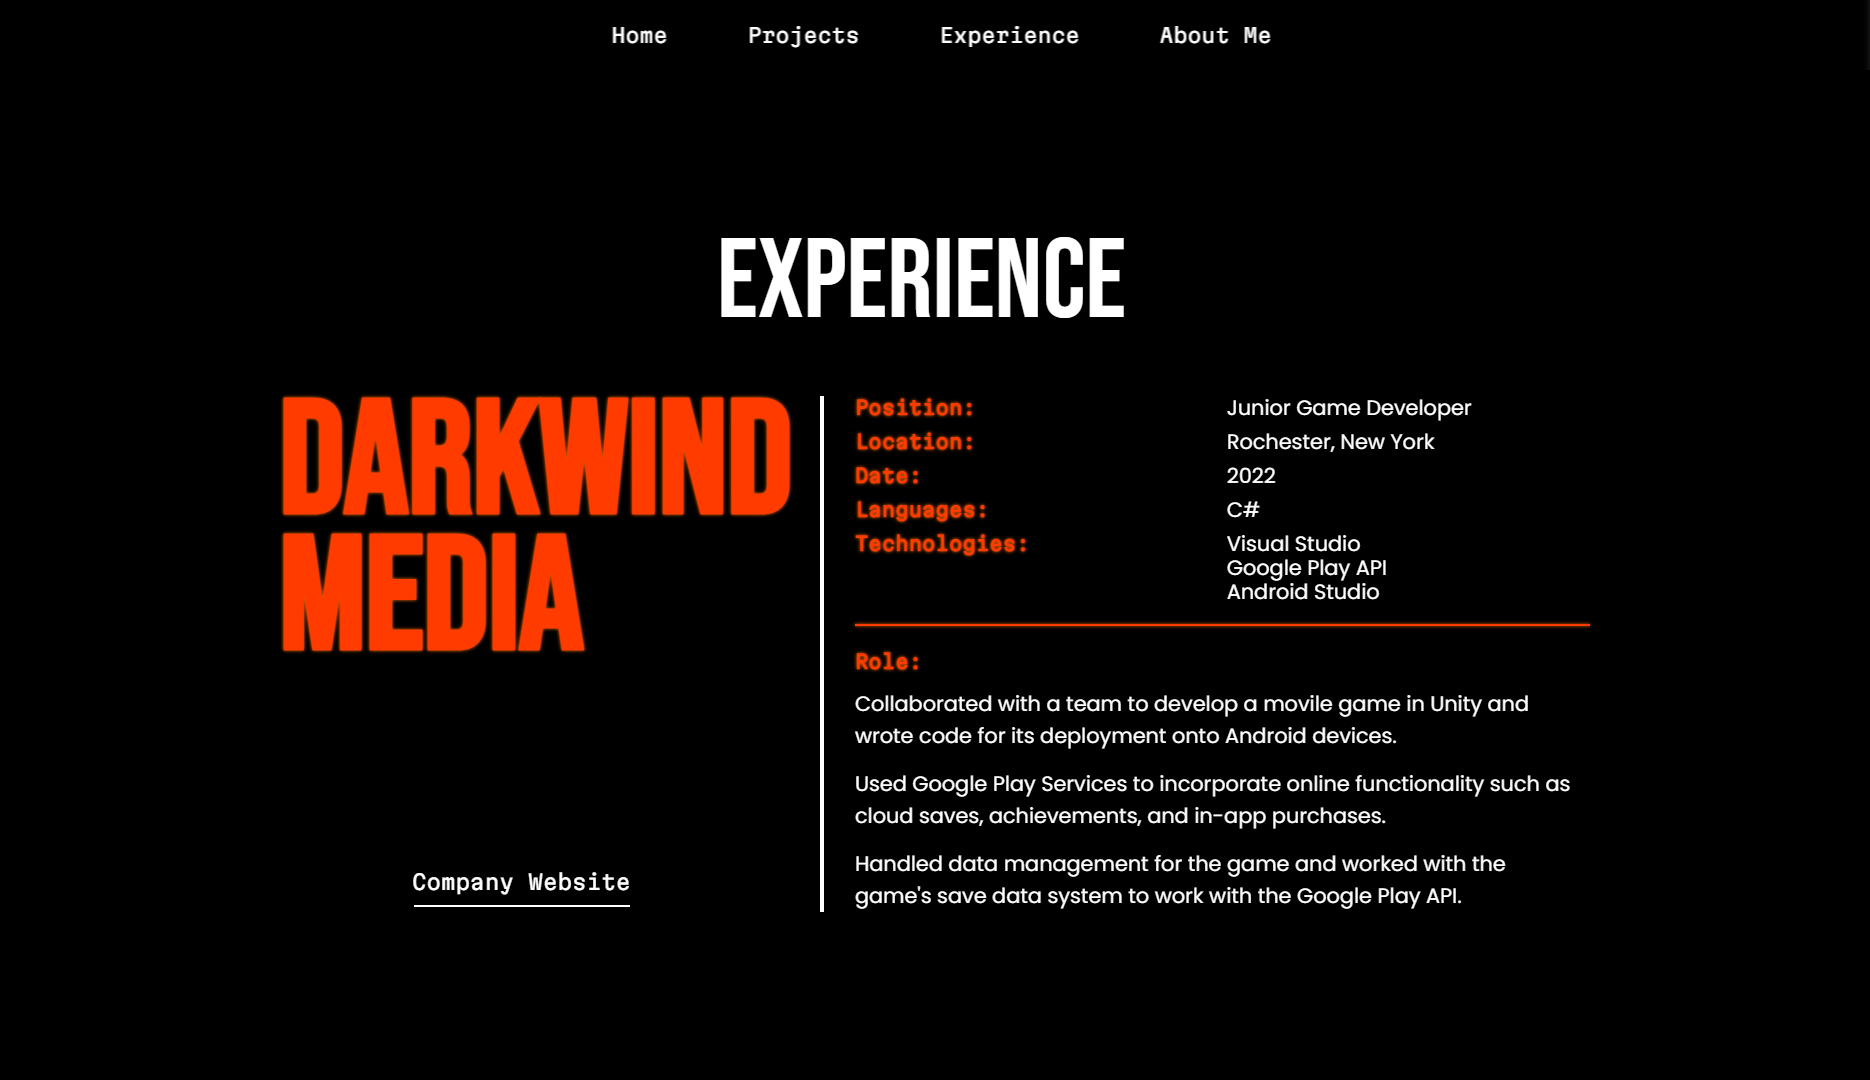 Home Projects Experience About Me
EXPERIENCE
DARKWIND
MEDIA
Company Website
Position: Junior Game Developer
Location: Rochester, New York
Date: 2022
Languages: C#
Technologies: Visual Studio
Google Play API
Android Studio
Role:
Collaborated with a team to develop a movile game in Unity and
wrote code for its deployment onto Android devices.
Used Google Play Services to incorporate online functionality such as
cloud saves, achievements, and in-app purchases.
Handled data management for the game and worked with the
game's save data system to work with the Google Play API.